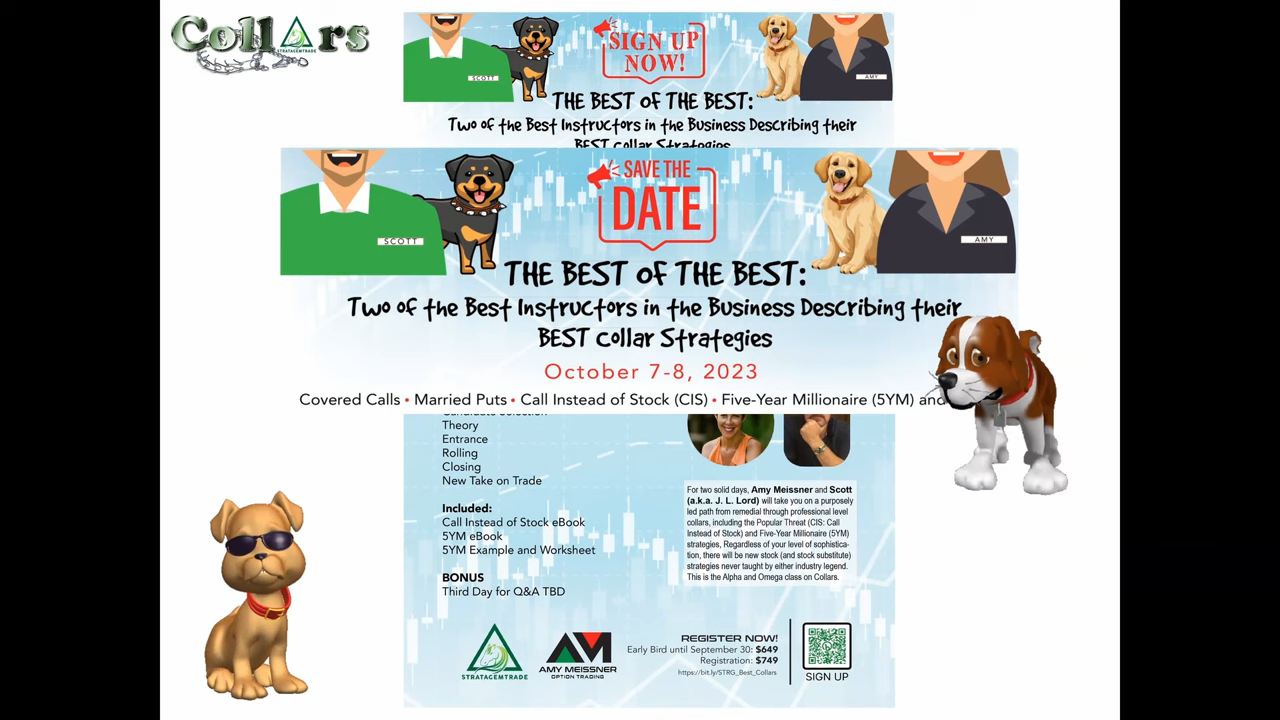 Collars
STRATAGEMTRADE
SIGN UP
NOW!
SCOTT
AMY
THE BEST OF THE BEST:
Two of the Best Instructors in the Business Describing their
BEST Collar Strategies
SAVE THE
DATE
SCOTT
AMY
THE BEST OF THE BEST:
Two of the Best Instructors in the Business Describing their
BEST Collar Strategies
October 7-8, 2023
Covered Calls • Married Puts • Call Instead of Stock (CIS) • Five-Year Millionaire (5YM) and
Candidate Selection
Theory
Entrance
Rolling
Closing
New Take on Trade
Included:
Call Instead of Stock eBook
5YM eBook
5YM Example and Worksheet
BONUS
Third Day for Q&A TBD
For two solid days, Amy Meissner and Scott
(a.k.a. J. L. Lord) will take you on a purposely
led path from remedial through professional level
collars, including the Popular Threat (CIS: Call
Instead of Stock) and Five-Year Millionaire (5YM)
strategies, Regardless of your level of sophistica-
tion, there will be new stock (and stock substitute)
strategies never taught by either industry legend.
This is the Alpha and Omega class on Collars.
STRATAGEMTRADE
AMY MEISSNER
OPTION TRADING
REGISTER NOW!
Early Bird until September 30: $649
Registration: $749
https://bit.ly/STRG_Best_Collars
SIGN UP